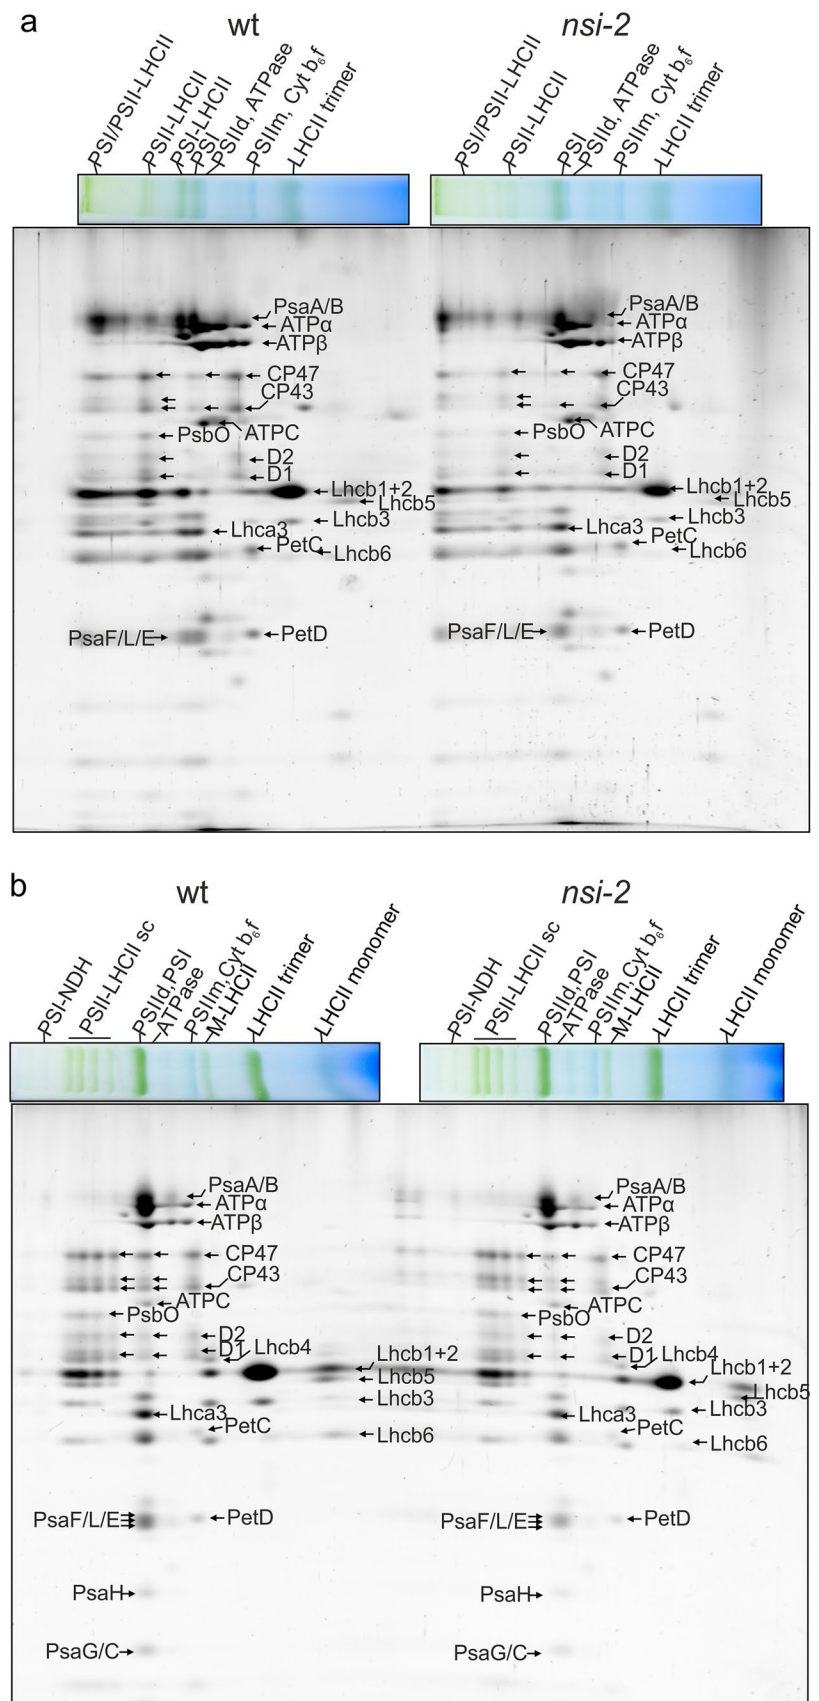 a
wt
nsi-2
PSI/PSII-LHCII
PSII-LHCII
PSI-LHCII
PSI
PSIId, ATPase
PSIIm, Cyt b₆f
LHCII trimer
PSI/PSII-LHCII
PSII-LHCII
PSI
PSIId, ATPase
PSIIm, Cyt b₆f
LHCII trimer
PsaA/B
ATPα
ATPβ
CP47
CP43
PsbO
ATPC
D2
D1
Lhcb1+2
Lhcb5
Lhcb3
Lhca3
PetC
Lhcb6
PsaF/L/E
PetD
PsaA/B
ATPα
ATPβ
CP47
CP43
PsbO
ATPC
D2
D1
Lhcb1+2
Lhcb5
Lhcb3
Lhca3
PetC
Lhcb6
PsaF/L/E
PetD
b
wt
nsi-2
PSI-NDH
PSII-LHCII sc
PSIId,PSI
ATPase
PSIIm,Cyt b₆f
M-LHCII
LHCII trimer
LHCII monomer
PSI-NDH
PSII-LHCII sc
PSIId,PSI
ATPase
PSIIm,Cyt b₆f
M-LHCII
LHCII trimer
LHCII monomer
PsaA/B
ATPα
ATPβ
CP47
CP43
ATPC
PsbO
D2
D1
Lhcb4
Lhcb1+2
Lhcb5
Lhcb3
Lhca3
PetC
Lhcb6
PsaF/L/E
PetD
PsaH
PsaG/C
PsaA/B
ATPα
ATPβ
CP47
CP43
ATPC
PsbO
D2
D1
Lhcb4
Lhcb1+2
Lhcb5
Lhcb3
Lhca3
PetC
Lhcb6
PsaF/L/E
PetD
PsaH
PsaG/C